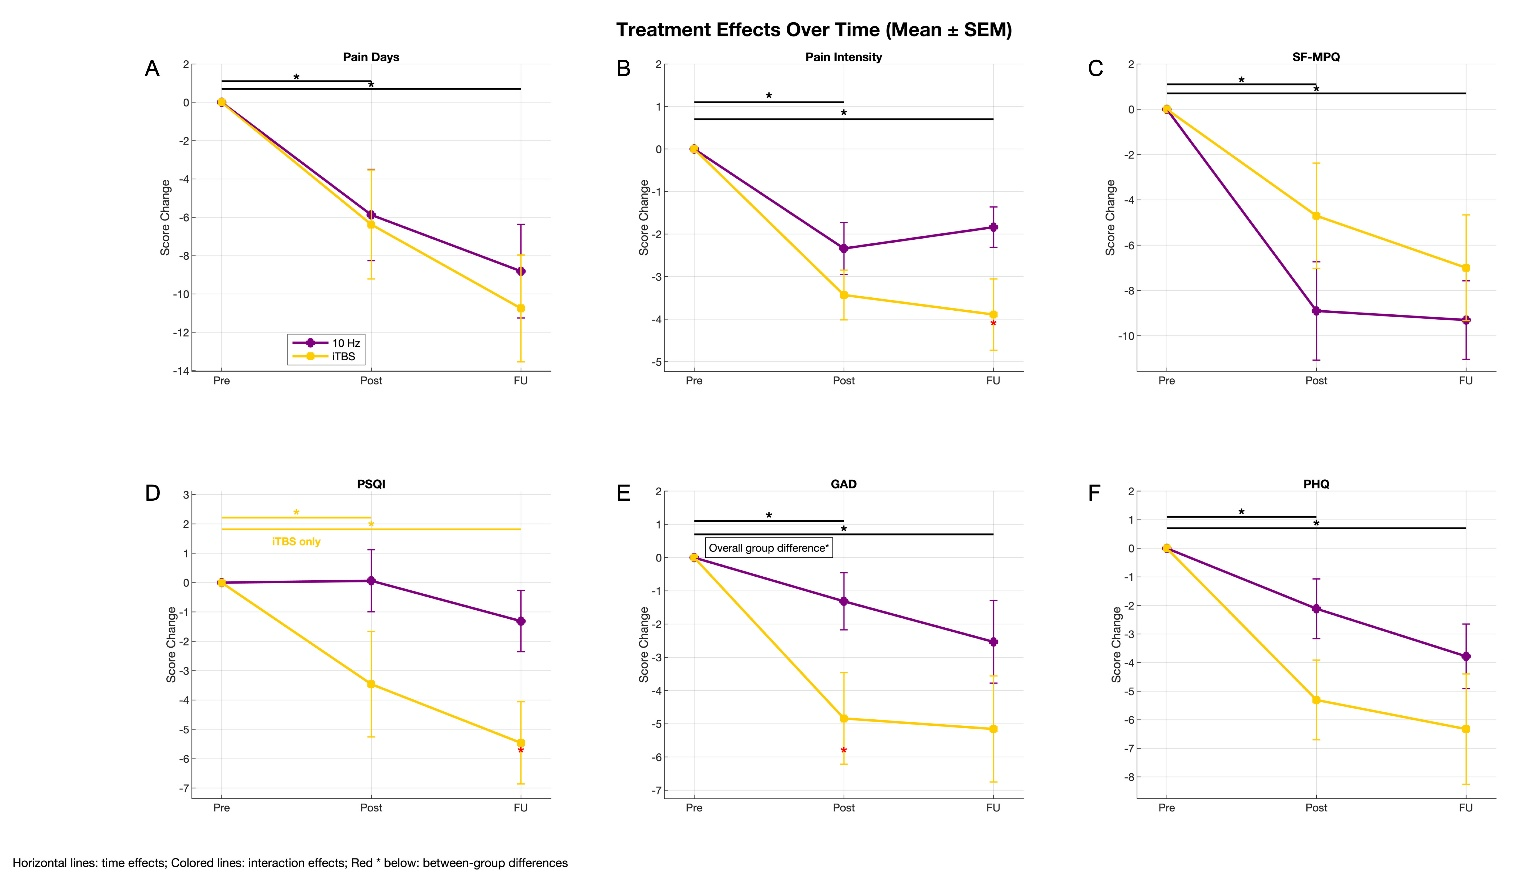 Treatment Effects Over Time (Mean ± SEM)
A
Pain Days
2
0
-2
-4
-6
-8
-10
-12
-14
Score Change
*
*
10 Hz
iTBS
Pre Post FU
B
Pain Intensity
2
1
0
-1
-2
-3
-4
-5
Score Change
*
*
*
Pre Post FU
C
SF-MPQ
2
0
-2
-4
-6
-8
-10
Score Change
*
*
Pre Post FU
D
PSQI
3
2
1
0
-1
-2
-3
-4
-5
-6
-7
Score Change
*
*
iTBS only
*
Pre Post FU
E
GAD
2
1
0
-1
-2
-3
-4
-5
-6
-7
Score Change
*
*
Overall group difference*
*
Pre Post FU
F
PHQ
2
1
0
-1
-2
-3
-4
-5
-6
-7
-8
Score Change
*
*
Pre Post FU
Horizontal lines: time effects; Colored lines: interaction effects; Red * below: between-group differences